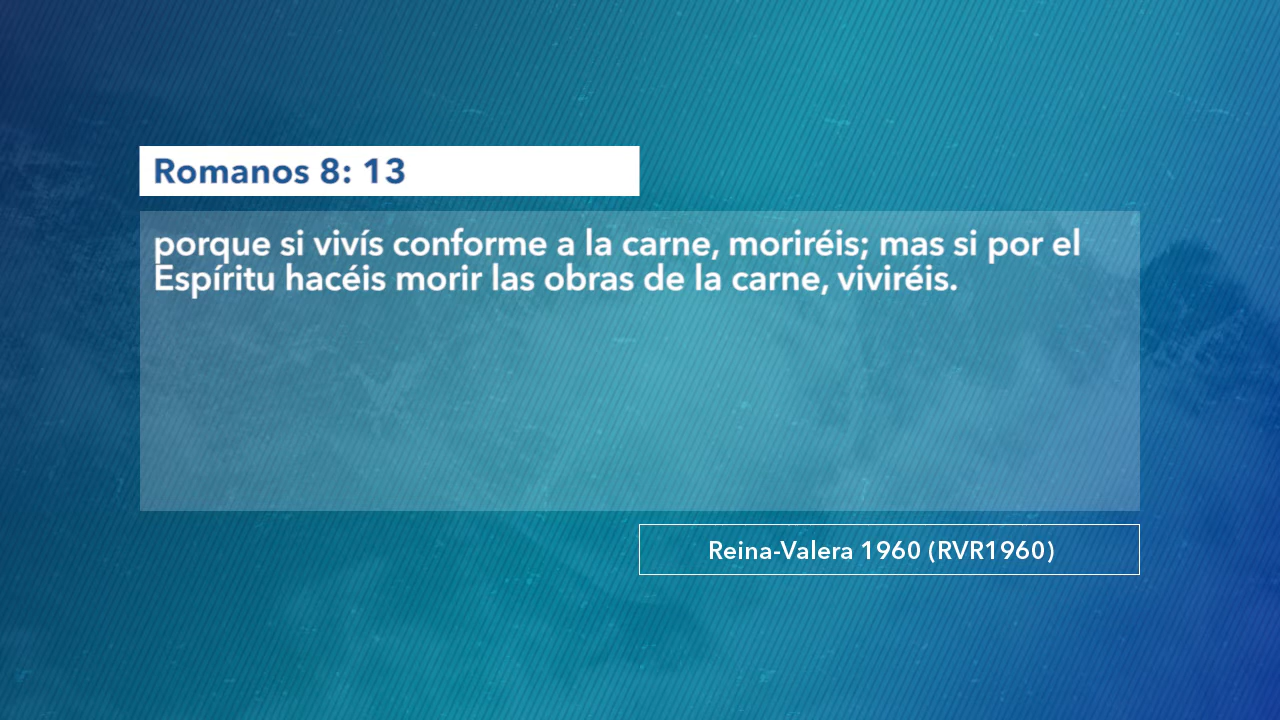 Romanos 8: 13
porque si vivís conforme a la carne, moriréis; mas si por el
Espíritu hacéis morir las obras de la carne, viviréis.
Reina-Valera 1960 (RVR1960)